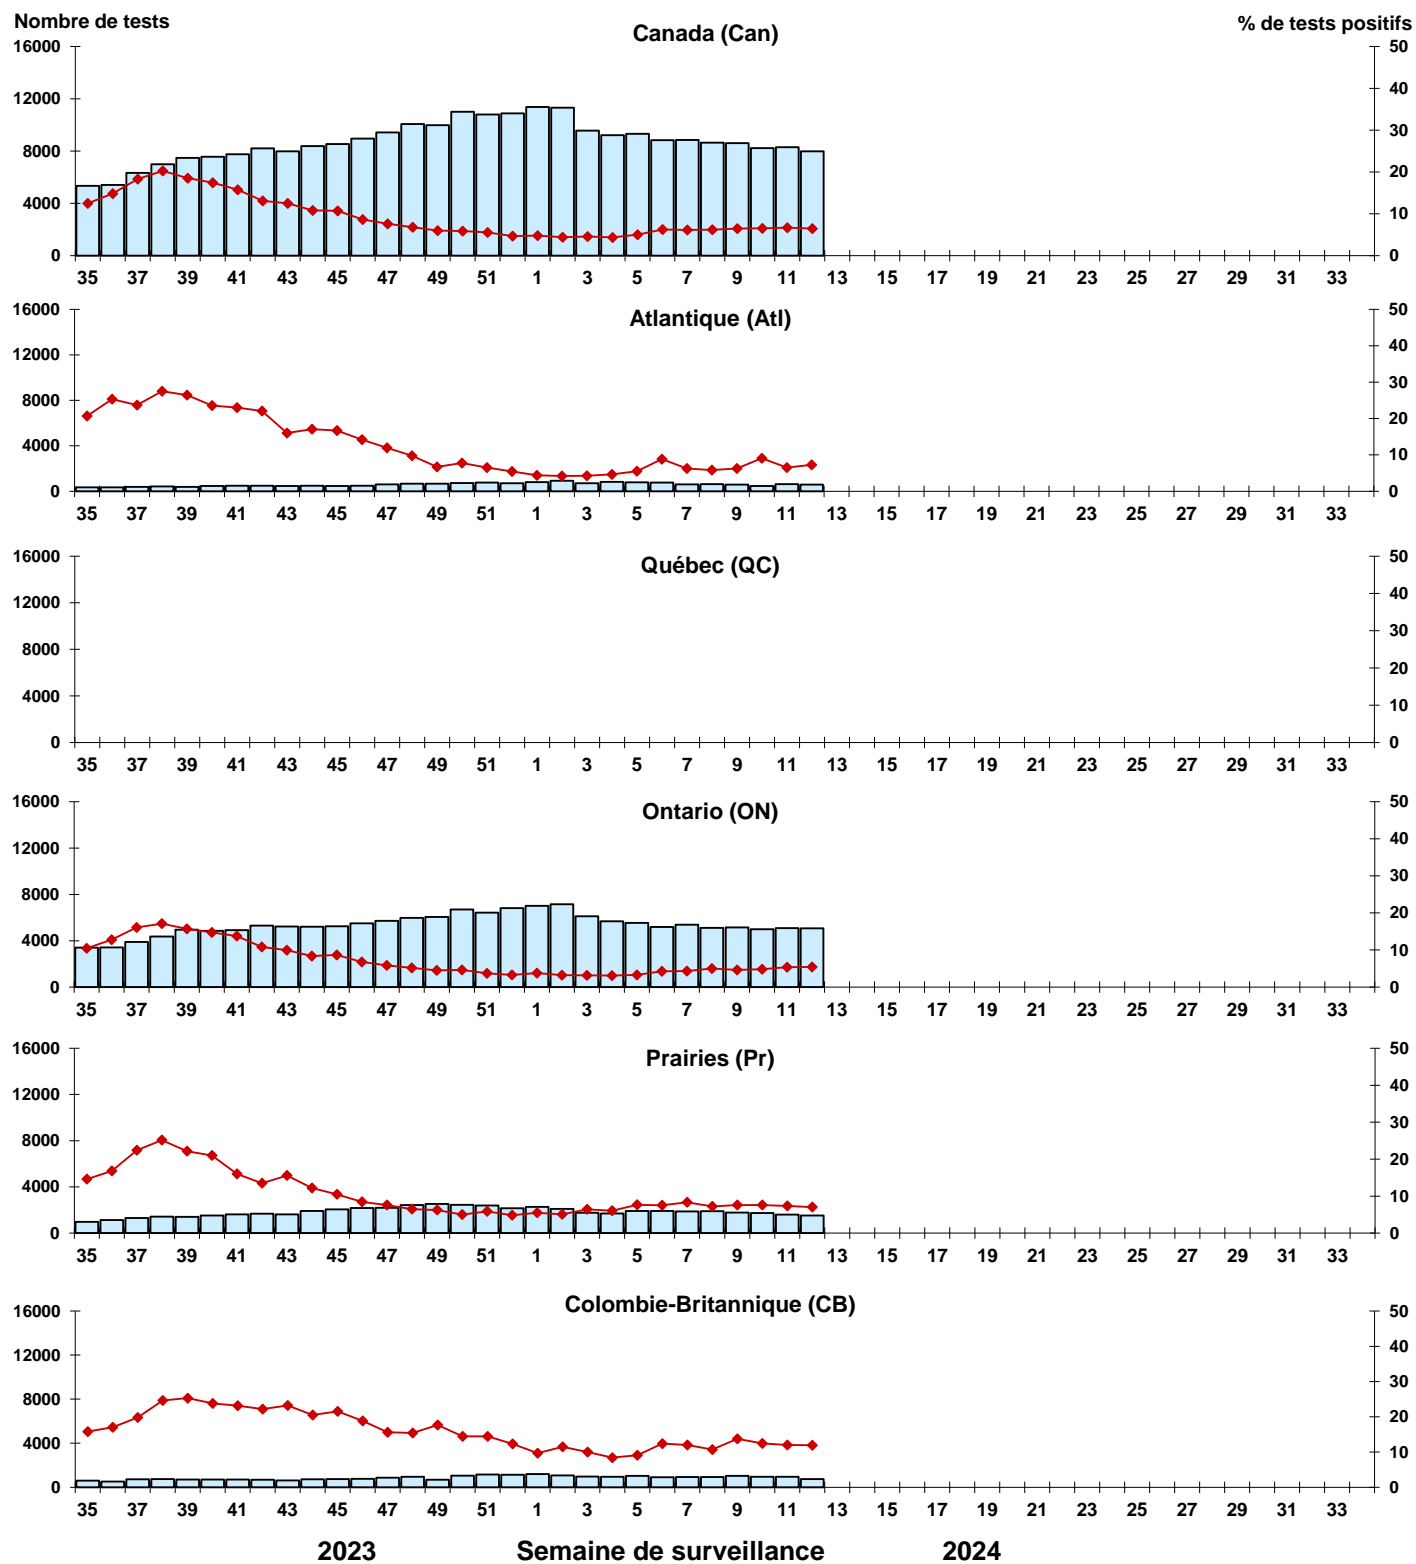 Nombre de tests
Canada (Can)
% de tests positifs
16000 50
12000 40
8000 30
4000 20
0 10
0
35 37 39 41 43 45 47 49 51 1 3 5 7 9 11 13 15 17 19 21 23 25 27 29 31 33
Atlantique (Atl)
16000 50
12000 40
8000 30
4000 20
0 10
0
35 37 39 41 43 45 47 49 51 1 3 5 7 9 11 13 15 17 19 21 23 25 27 29 31 33
Québec (QC)
16000 50
12000 40
8000 30
4000 20
0 10
0
35 37 39 41 43 45 47 49 51 1 3 5 7 9 11 13 15 17 19 21 23 25 27 29 31 33
Ontario (ON)
16000 50
12000 40
8000 30
4000 20
0 10
0
35 37 39 41 43 45 47 49 51 1 3 5 7 9 11 13 15 17 19 21 23 25 27 29 31 33
Prairies (Pr)
16000 50
12000 40
8000 30
4000 20
0 10
0
35 37 39 41 43 45 47 49 51 1 3 5 7 9 11 13 15 17 19 21 23 25 27 29 31 33
Colombie-Britannique (CB)
16000 50
12000 40
8000 30
4000 20
0 10
0
35 37 39 41 43 45 47 49 51 1 3 5 7 9 11 13 15 17 19 21 23 25 27 29 31 33
2023 Semaine de surveillance 2024